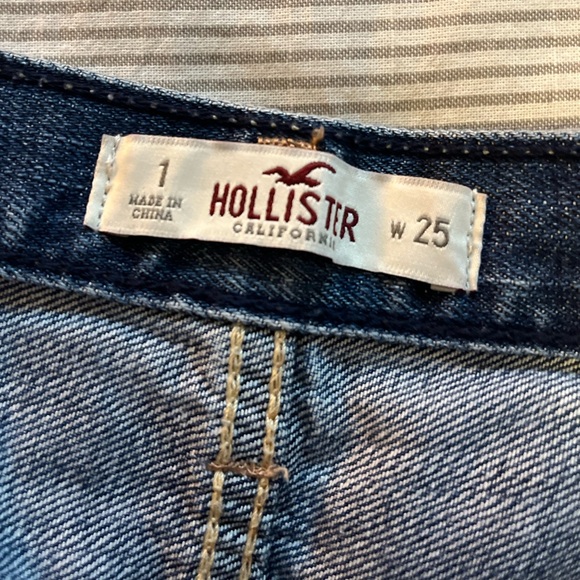 1
MADE IN
CHINA
HOLLISTER
CALIFORNIA
W 25